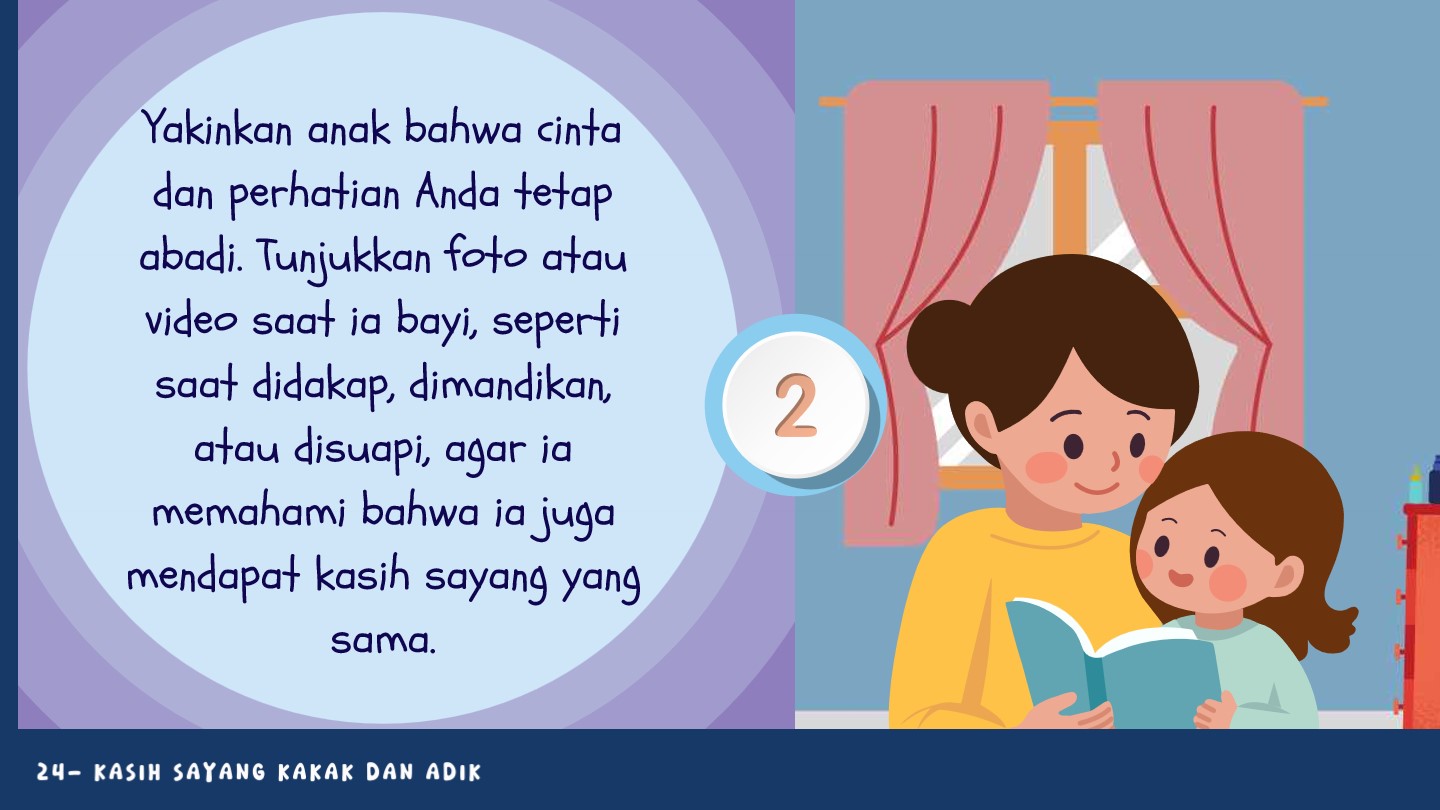 Yakinkan anak bahwa cinta
dan perhatian Anda tetap
abadi. Tunjukkan foto atau
video saat ia bayi, seperti
saat didakap, dimandikan,
atau disuapi, agar ia
memahami bahwa ia juga
mendapat kasih sayang yang
sama.
2
24- KASIH SAYANG KAKAK DAN ADIK